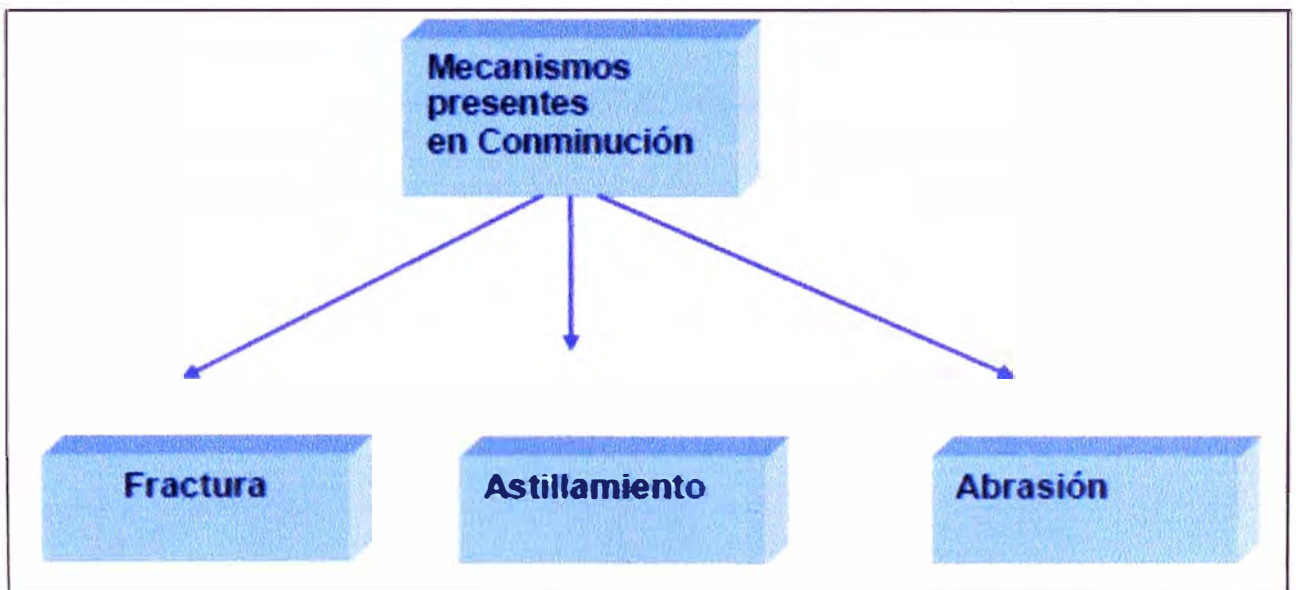 Mecanismos
presentes
en Conminución
Fractura
Astillamiento
Abrasión